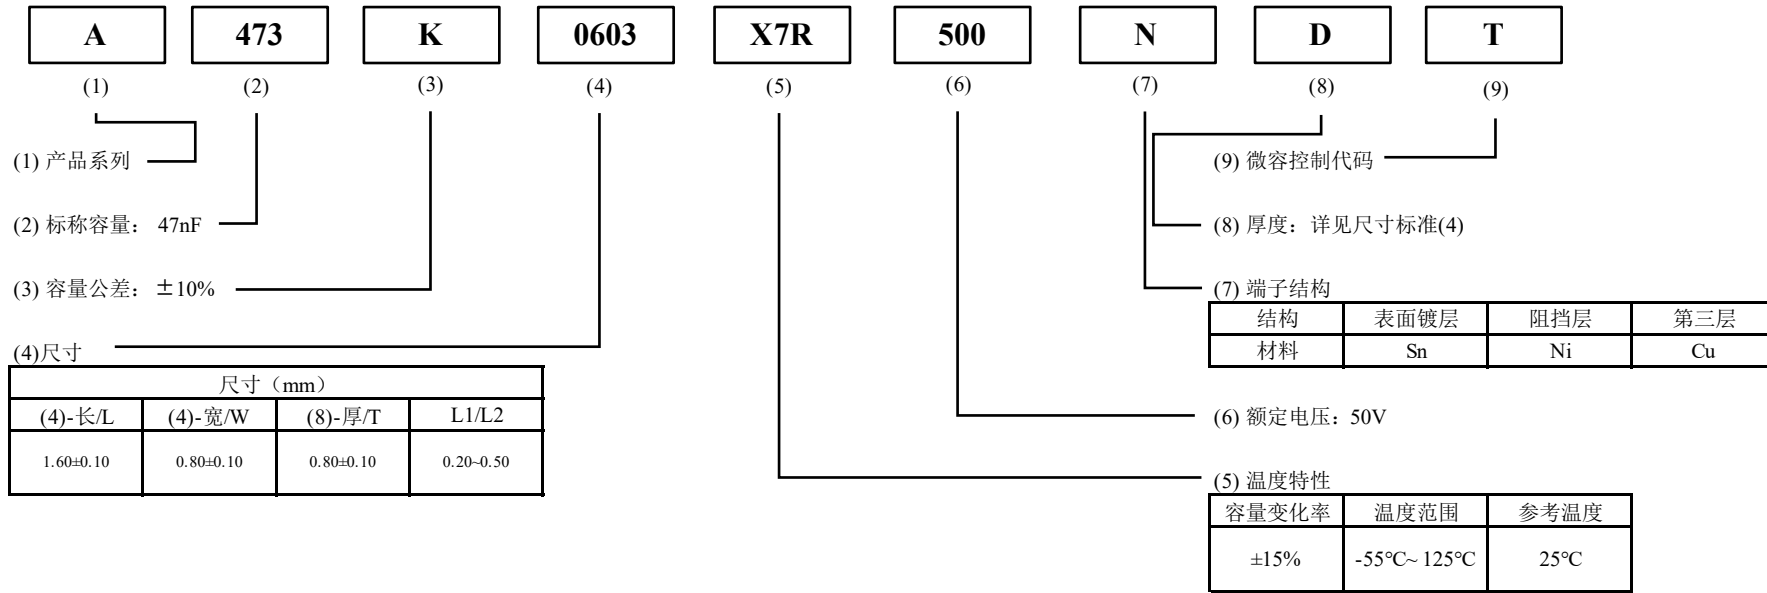 A 473 K 0603 X7R 500 N D T
(1) (2) (3) (4) (5) (6) (7) (8) (9)
(1) 产品系列
(2) 标称容量： 47nF
(3) 容量公差： ±10%
(4)尺寸
尺寸（mm）
(4)-长/L (4)-宽/W (8)-厚/T L1/L2
1.60±0.10 0.80±0.10 0.80±0.10 0.20~0.50
(9) 微容控制代码
(8) 厚度：详见尺寸标准(4)
(7) 端子结构
结构 表面镀层 阻挡层 第三层
材料 Sn Ni Cu
(6) 额定电压：50V
(5) 温度特性
容量变化率 温度范围 参考温度
±15% -55℃~ 125℃ 25℃